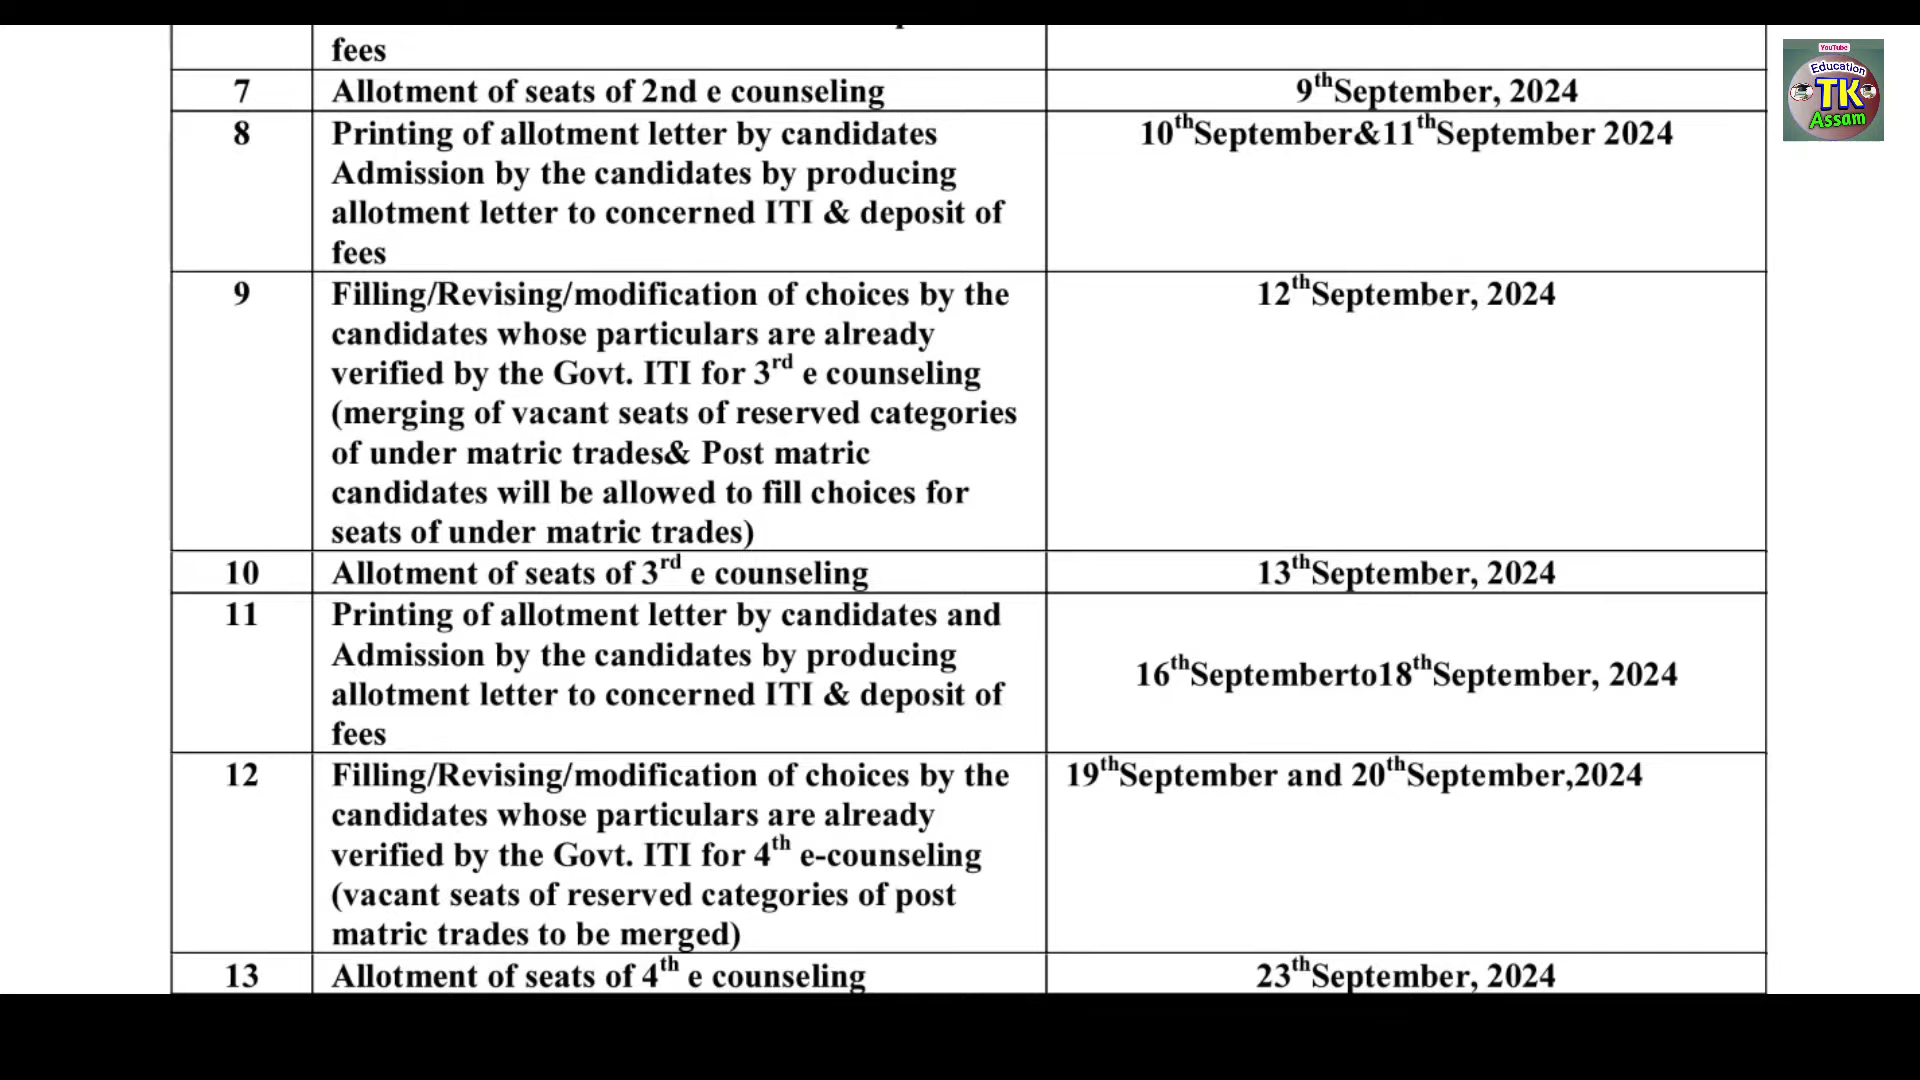 fees
7 Allotment of seats of 2nd e counseling 9thSeptember, 2024
8 Printing of allotment letter by candidates 10thSeptember&11thSeptember 2024
Admission by the candidates by producing
allotment letter to concerned ITI & deposit of
fees
9 Filling/Revising/modification of choices by the 12thSeptember, 2024
candidates whose particulars are already
verified by the Govt. ITI for 3rd e counseling
(merging of vacant seats of reserved categories
of under matric trades& Post matric
candidates will be allowed to fill choices for
seats of under matric trades)
10 Allotment of seats of 3rd e counseling 13thSeptember, 2024
11 Printing of allotment letter by candidates and
Admission by the candidates by producing
allotment letter to concerned ITI & deposit of
fees
16thSeptemberto18thSeptember, 2024
12 Filling/Revising/modification of choices by the 19thSeptember and 20thSeptember,2024
candidates whose particulars are already
verified by the Govt. ITI for 4th e-counseling
(vacant seats of reserved categories of post
matric trades to be merged)
13 Allotment of seats of 4th e counseling 23thSeptember, 2024
YouTube
Education
TK
Assam